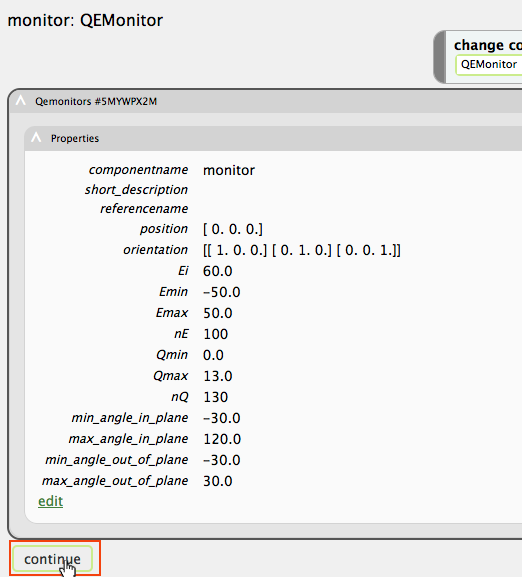 monitor: QEMonitor
change co
QEMonitor
Qemonitors #5MYWPX2M
Properties
componentname monitor
short_description
referencename
position [ 0. 0. 0.]
orientation [[ 1. 0. 0.] [ 0. 1. 0.] [ 0. 0. 1.]]
Ei 60.0
Emin -50.0
Emax 50.0
nE 100
Qmin 0.0
Qmax 13.0
nQ 130
min_angle_in_plane -30.0
max_angle_in_plane 120.0
min_angle_out_of_plane -30.0
max_angle_out_of_plane 30.0
edit
continue